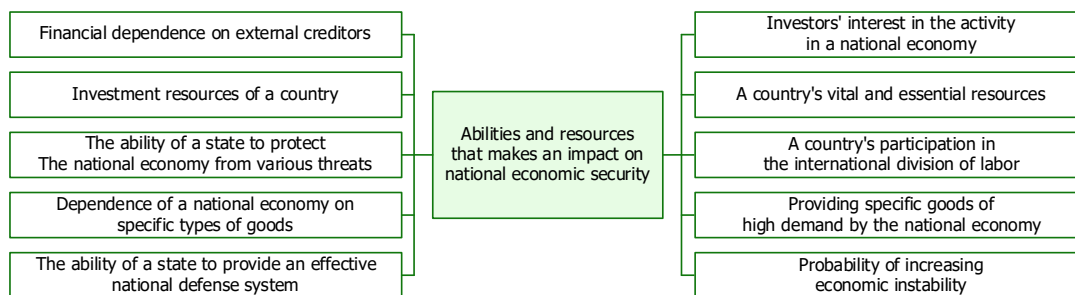 Financial dependence on external creditors
Investment resources of a country
The ability of a state to protect
The national economy from various threats
Dependence of a national economy on
specific types of goods
The ability of a state to provide an effective
national defense system
Abilities and resources
that makes an impact on
national economic security
Investors' interest in the activity
in a national economy
A country's vital and essential resources
A country's participation in
the international division of labor
Providing specific goods of
high demand by the national economy
Probability of increasing
economic instability